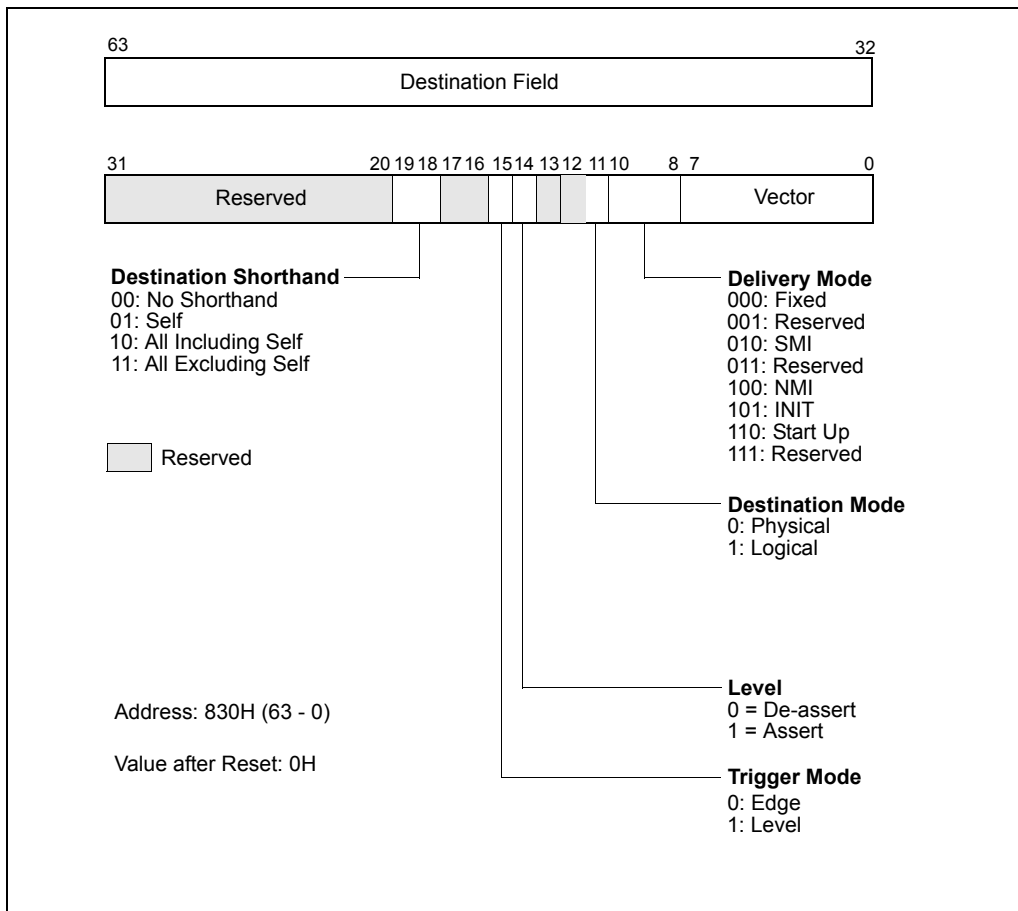 63 32
Destination Field
31 20 19 18 17 16 15 14 13 12 11 10 8 7 0
Reserved Vector
Destination Shorthand
00: No Shorthand
01: Self
10: All Including Self
11: All Excluding Self
Reserved
Delivery Mode
000: Fixed
001: Reserved
010: SMI
011: Reserved
100: NMI
101: INIT
110: Start Up
111: Reserved
Destination Mode
0: Physical
1: Logical
Level
0 = De-assert
1 = Assert
Address: 830H (63 - 0)
Value after Reset: 0H
Trigger Mode
0: Edge
1: Level